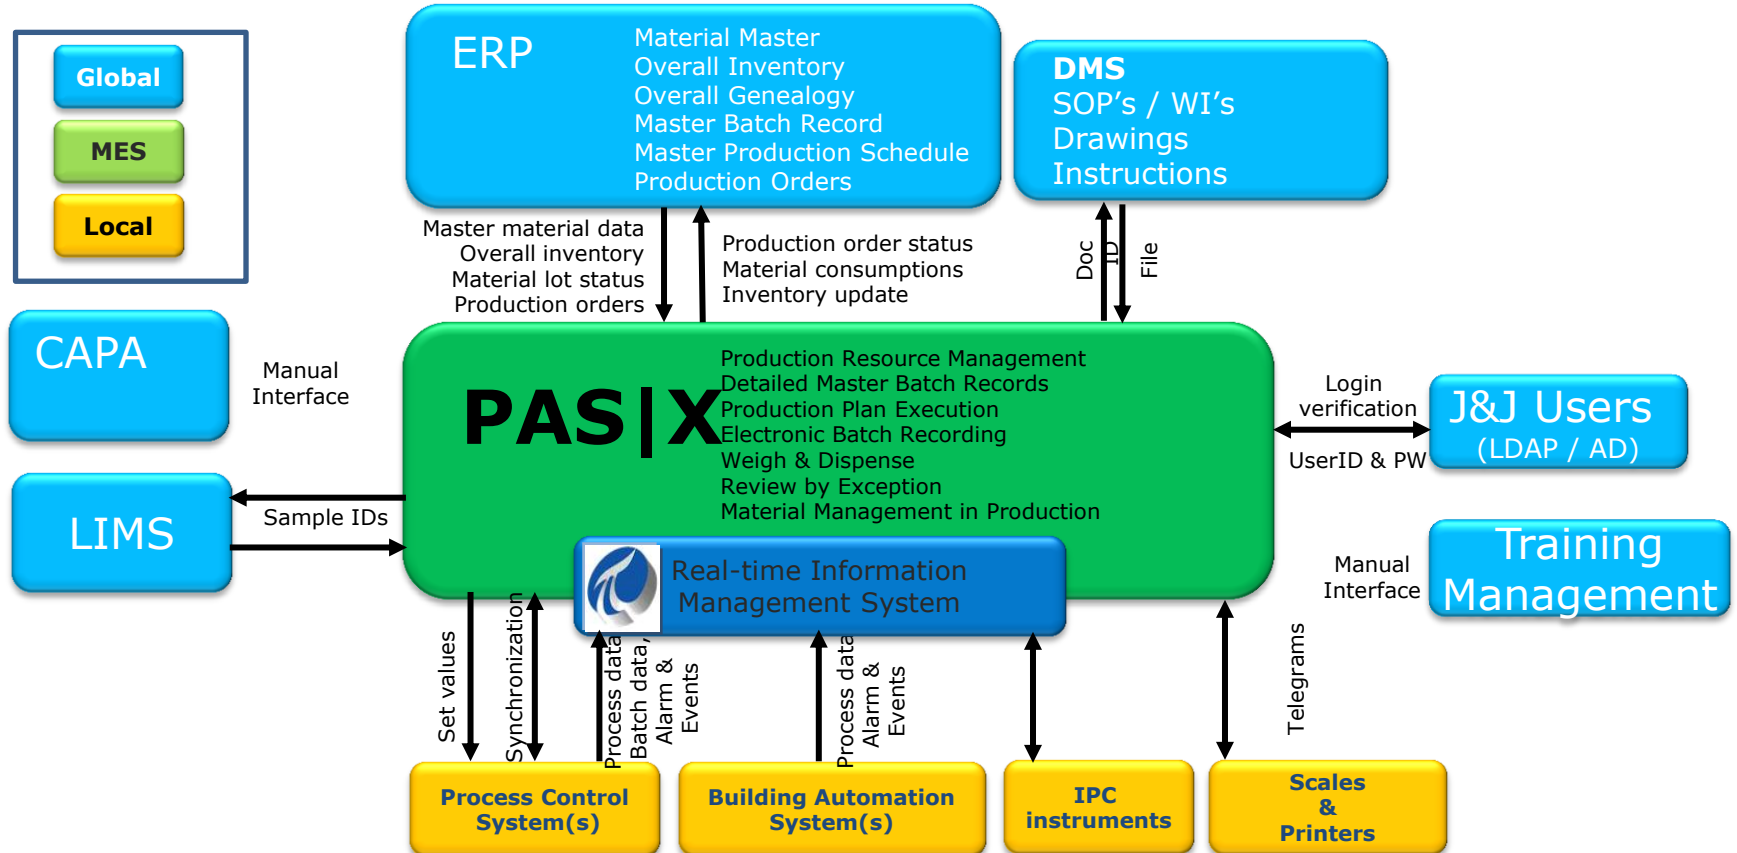 Global
MES
Local
ERP
Material Master
Overall Inventory
Overall Genealogy
Master Batch Record
Master Production Schedule
Production Orders
DMS
SOP's / WI's
Drawings
Instructions
Master material data
Overall inventory
Material lot status
Production orders
Production order status
Material consumptions
Inventory update
Doc
ID
File
CAPA
Manual
Interface
PAS|X
Production Resource Management
Detailed Master Batch Records
Production Plan Execution
Electronic Batch Recording
Weigh & Dispense
Review by Exception
Material Management in Production
Login
verification
UserID & PW
J&J Users
(LDAP / AD)
LIMS
Sample IDs
Manual
Interface
Training
Management
Real-time Information
Management System
Set values
Synchronization
Process data
Batch data,
Alarm &
Events
Process data
Alarm &
Events
Telegrams
Process Control
System(s)
Building Automation
System(s)
IPC
instruments
Scales
&
Printers